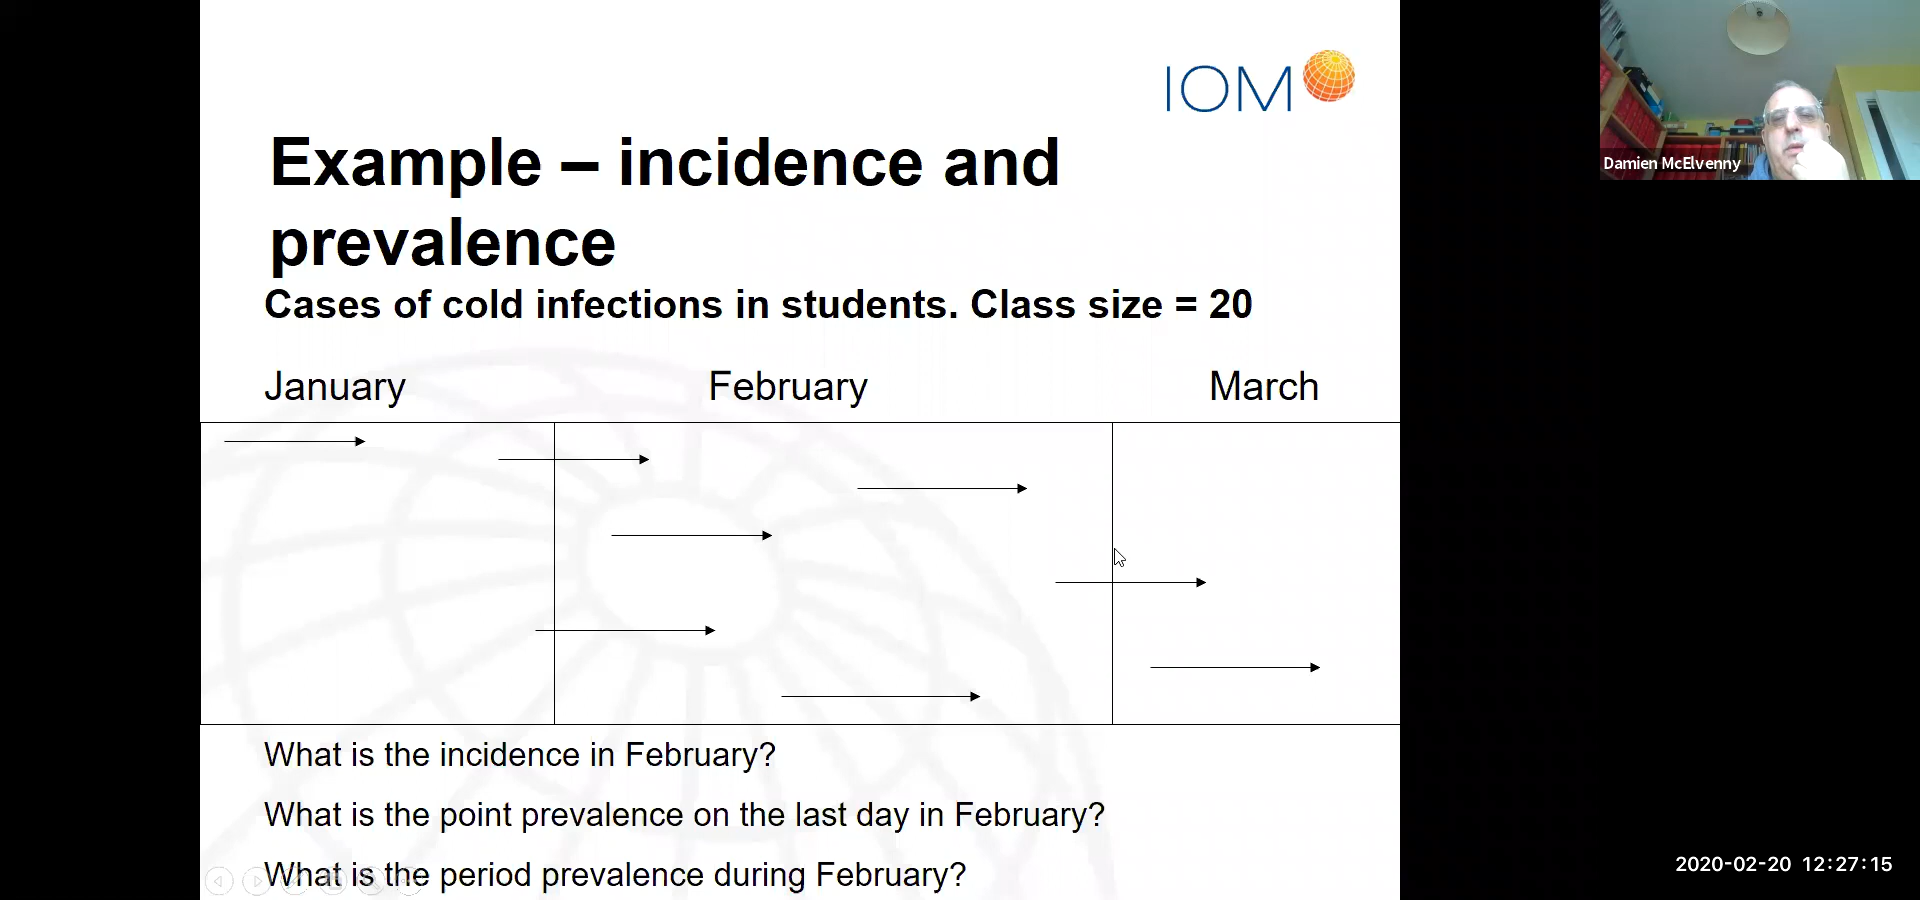 IOM
Example – incidence and
prevalence
Cases of cold infections in students. Class size = 20
January February March
What is the incidence in February?
What is the point prevalence on the last day in February?
What is the period prevalence during February?
Damien McElvenny
2020-02-20 12:27:15